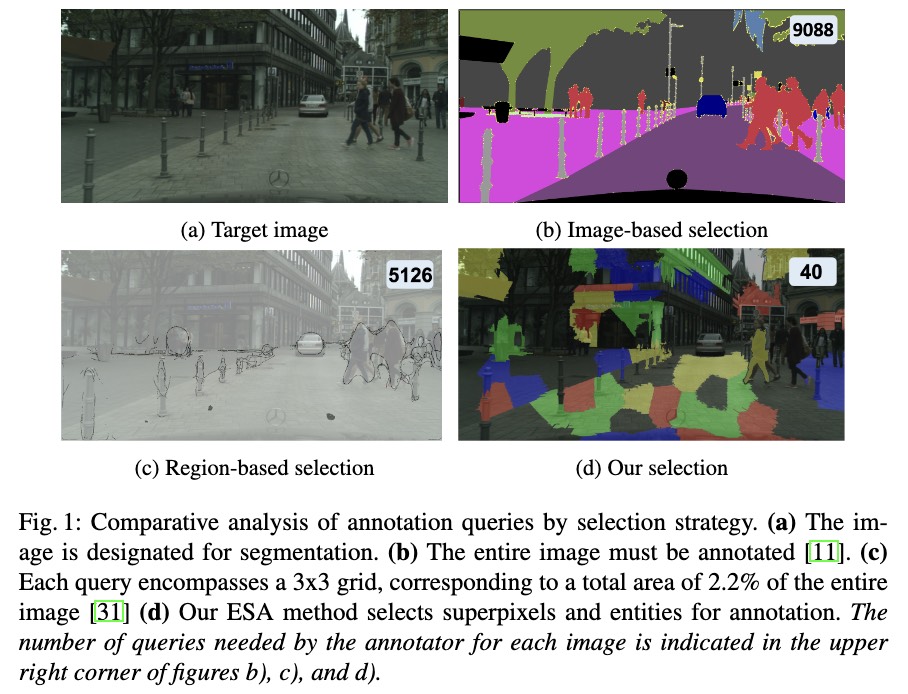 9088
(a) Target image
(b) Image-based selection
5126
40
(c) Region-based selection
(d) Our selection
Fig. 1: Comparative analysis of annotation queries by selection strategy. (a) The im-
age is designated for segmentation. (b) The entire image must be annotated [11]. (c)
Each query encompasses a 3x3 grid, corresponding to a total area of 2.2% of the entire
image [31] (d) Our ESA method selects superpixels and entities for annotation. The
number of queries needed by the annotator for each image is indicated in the upper
right corner of figures b), c), and d).